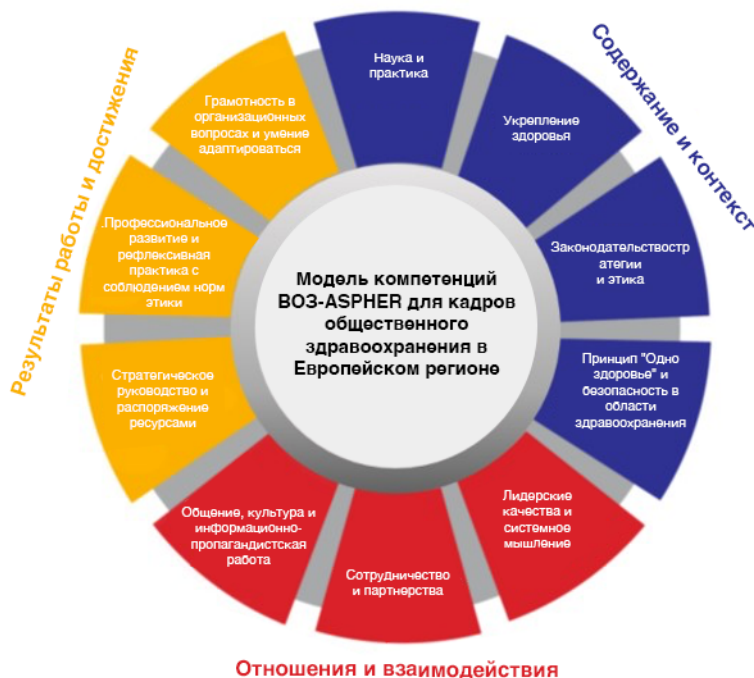 Результаты работы и достижения
Содержание и контекст
Наука и
практика
Укрепление
здоровья
Законодательствостр
атегии
и этика
Принцип "Одно
здоровье" и
безопасность в
области
здравоохранения
Лидерские
качества и
системное
мышление
Сотрудничество
и партнерства
Общение, культура и
информационно-
пропагандистская
работа
Стратегическое
руководство и
распоряжение
ресурсами
.Профессиональное
развитие и
рефлексивная
практика с
соблюдением норм
этики
Грамотность в
организационных
вопросах и умение
адаптироваться
Модель компетенций
ВОЗ-ASPHER для кадров
общественного
здравоохранения в
Европейском регионе
Отношения и взаимодействия